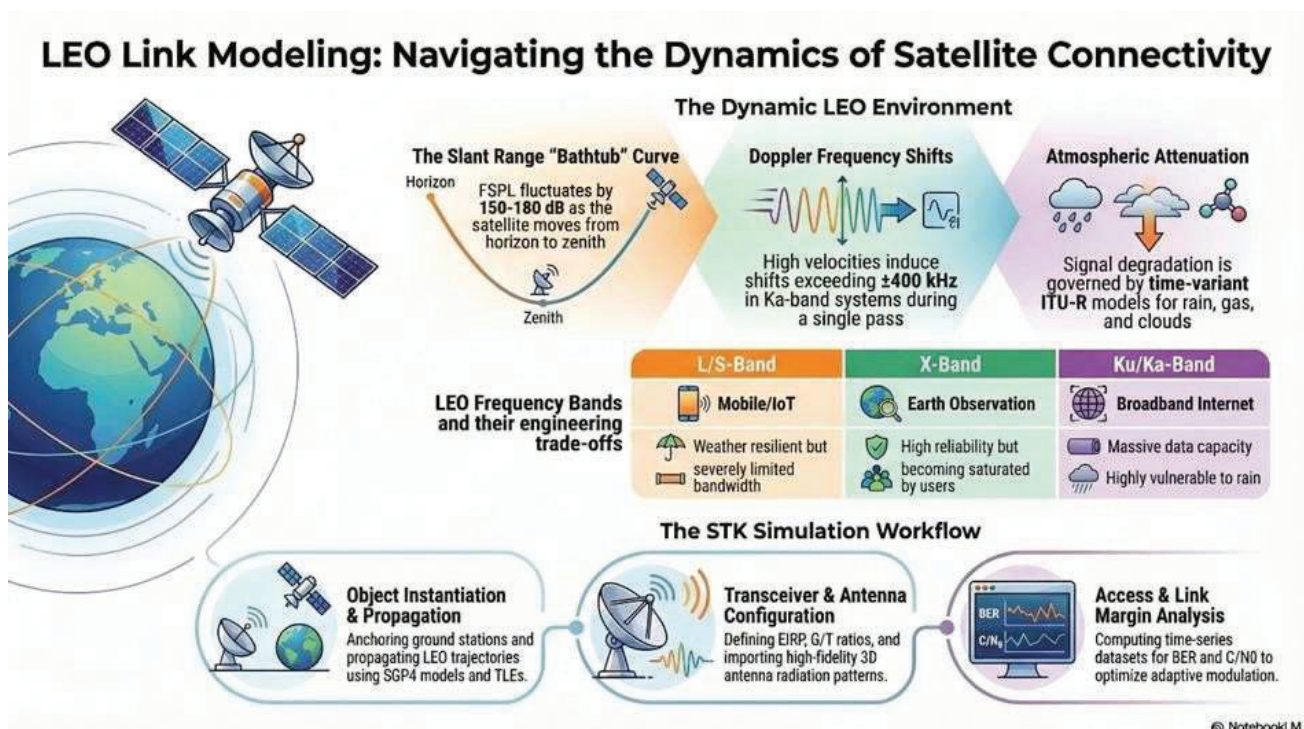 LEO Link Modeling: Navigating the Dynamics of Satellite Connectivity
The Dynamic LEO Environment
The Slant Range "Bathtub" Curve
Horizon
FSPL fluctuates by
150-180 dB as the
satellite moves from
horizon to zenith
Zenith
Doppler Frequency Shifts
High velocities induce
shifts exceeding ±400 kHz
in Ka-band systems during
a single pass
Atmospheric Attenuation
Signal degradation is
governed by time-variant
ITU-R models for rain, gas,
and clouds
LEO Frequency Bands
and their engineering
trade-offs
L/S-Band
Mobile/IoT
Weather resilient but
severely limited
bandwidth
X-Band
Earth Observation
High reliability but
becoming saturated
by users
Ku/Ka-Band
Broadband Internet
Massive data capacity
Highly vulnerable to rain
The STK Simulation Workflow
Object Instantiation
& Propagation
Anchoring ground stations and
propagating LEO trajectories
using SGP4 models and TLEs.
Transceiver & Antenna
Configuration
Defining EIRP, G/T ratios, and
importing high-fidelity 3D
antenna radiation patterns.
BER
C/N₀
Access & Link
Margin Analysis
Computing time-series
datasets for BER and C/N0 to
optimize adaptive modulation.
NotebookLM